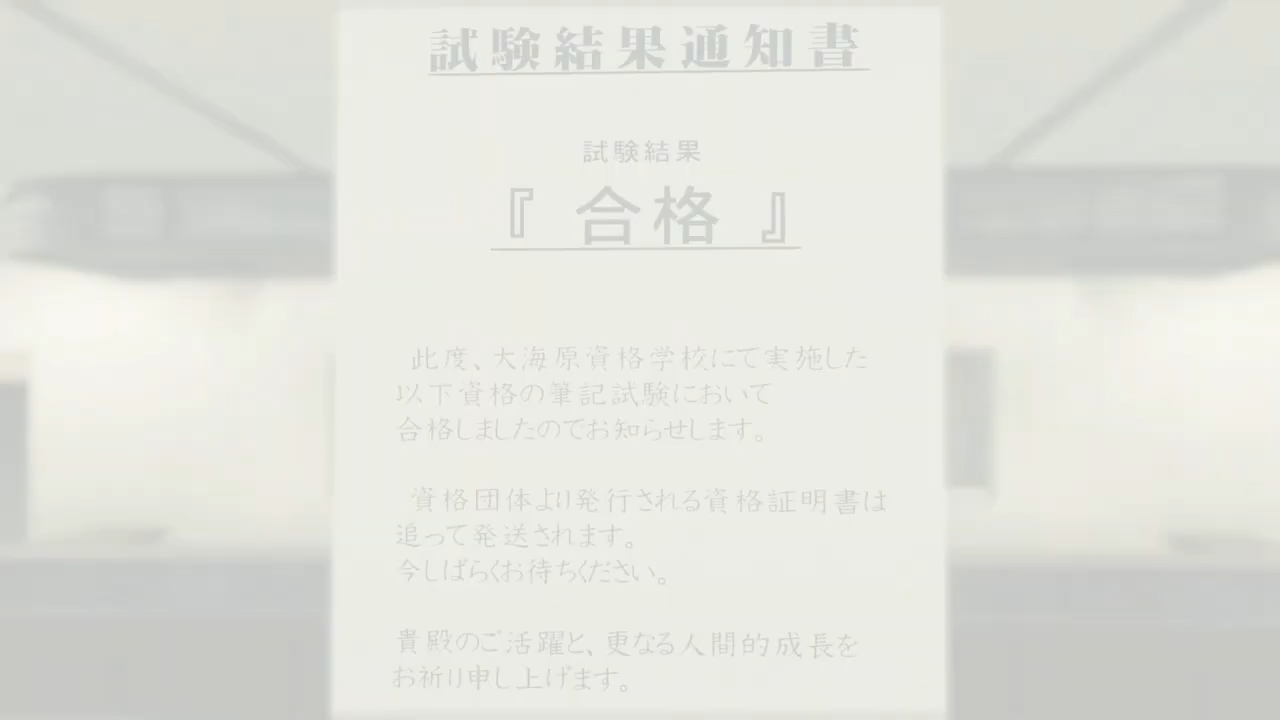 試験結果通知書
試験結果
『 合格 』
此度、大海原資格学校にて実施した
以下資格の筆記試験において
合格しましたのでお知らせします。
資格団体より発行される資格証明書は
追って発送されます。
今しばらくお待ちください。
貴殿のご活躍と、更なる人間的成長を
お祈り申し上げます。